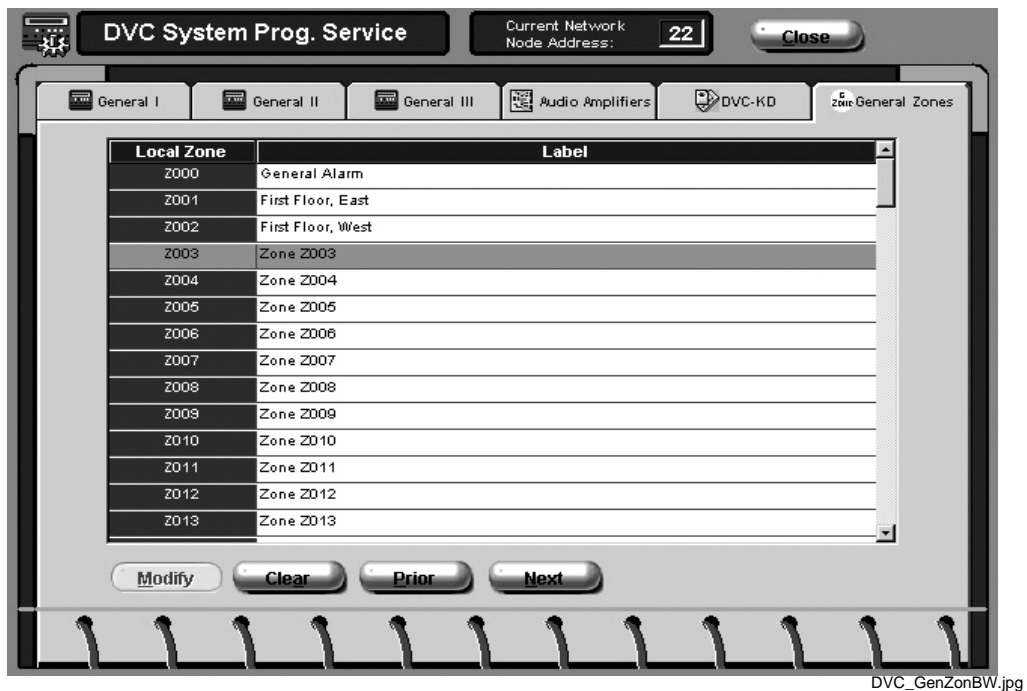 DVC System Prog. Service
Current Network
Node Address:
22
Close
General I
General II
General III
Audio Amplifiers
DVC-KD
G
ZONE
General Zones
Local Zone Label
Z000 General Alarm
Z001 First Floor, East
Z002 First Floor, West
Z003 Zone Z003
Z004 Zone Z004
Z005 Zone Z005
Z006 Zone Z006
Z007 Zone Z007
Z008 Zone Z008
Z009 Zone Z009
Z010 Zone Z010
Z011 Zone Z011
Z012 Zone Z012
Z013 Zone Z013
Modify
Clear
Prior
Next
DVC_GenZonBW.jpg